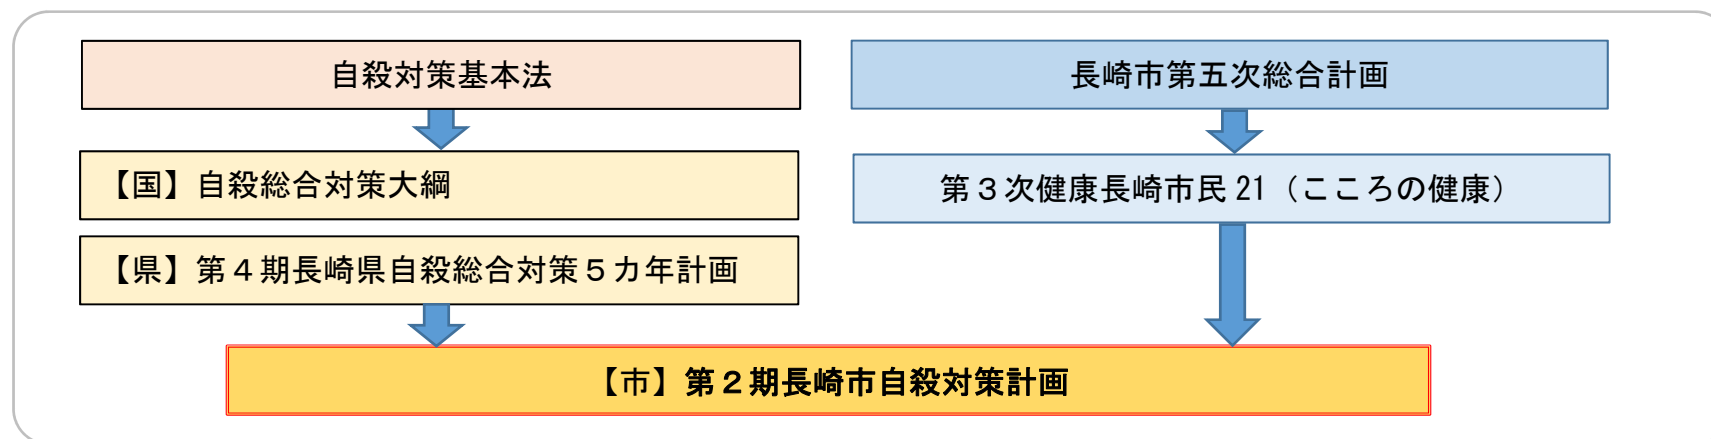 自殺対策基本法
長崎市第五次総合計画
【国】自殺総合対策大綱
第３次健康長崎市民 21（こころの健康）
【県】第４期長崎県自殺総合対策５カ年計画
【市】第２期長崎市自殺対策計画